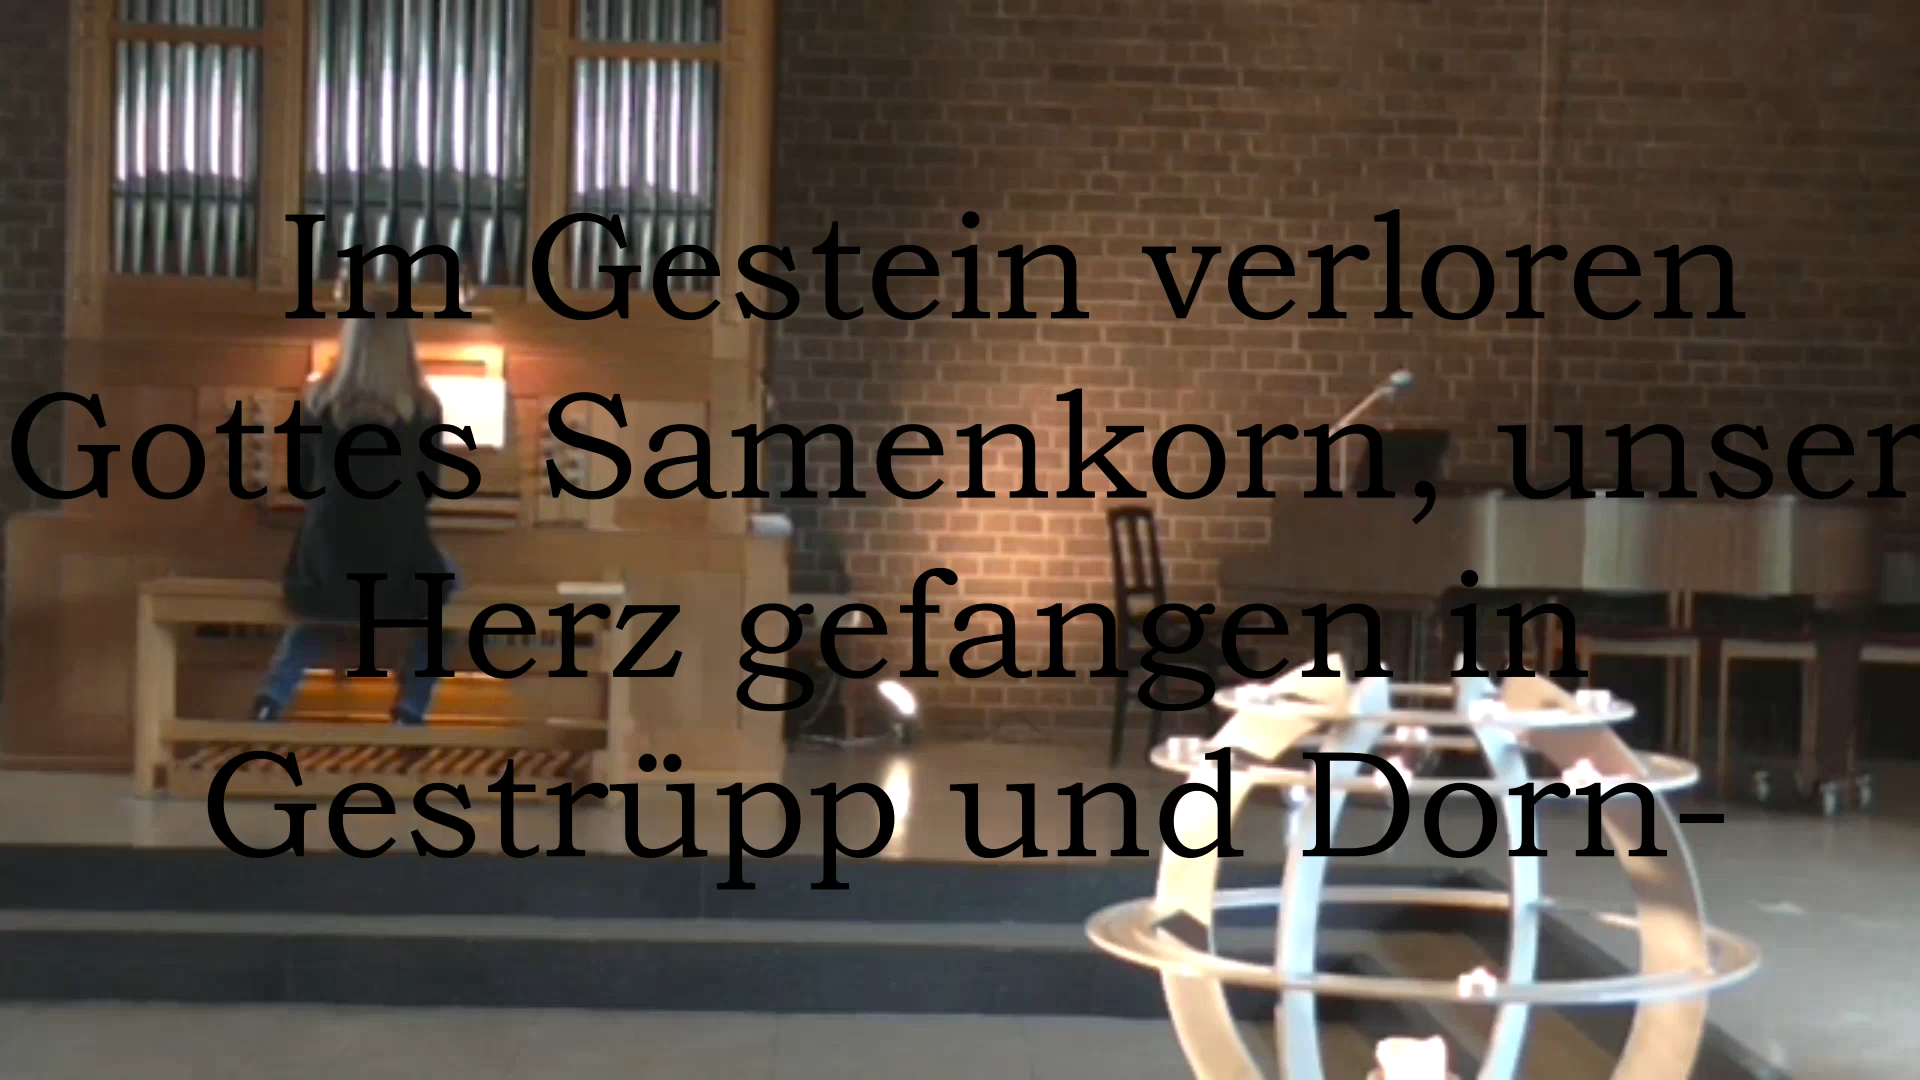 Im Gestein verloren
Gottes Samenkorn, unser
Herz gefangen in
Gestrüpp und Dorn-